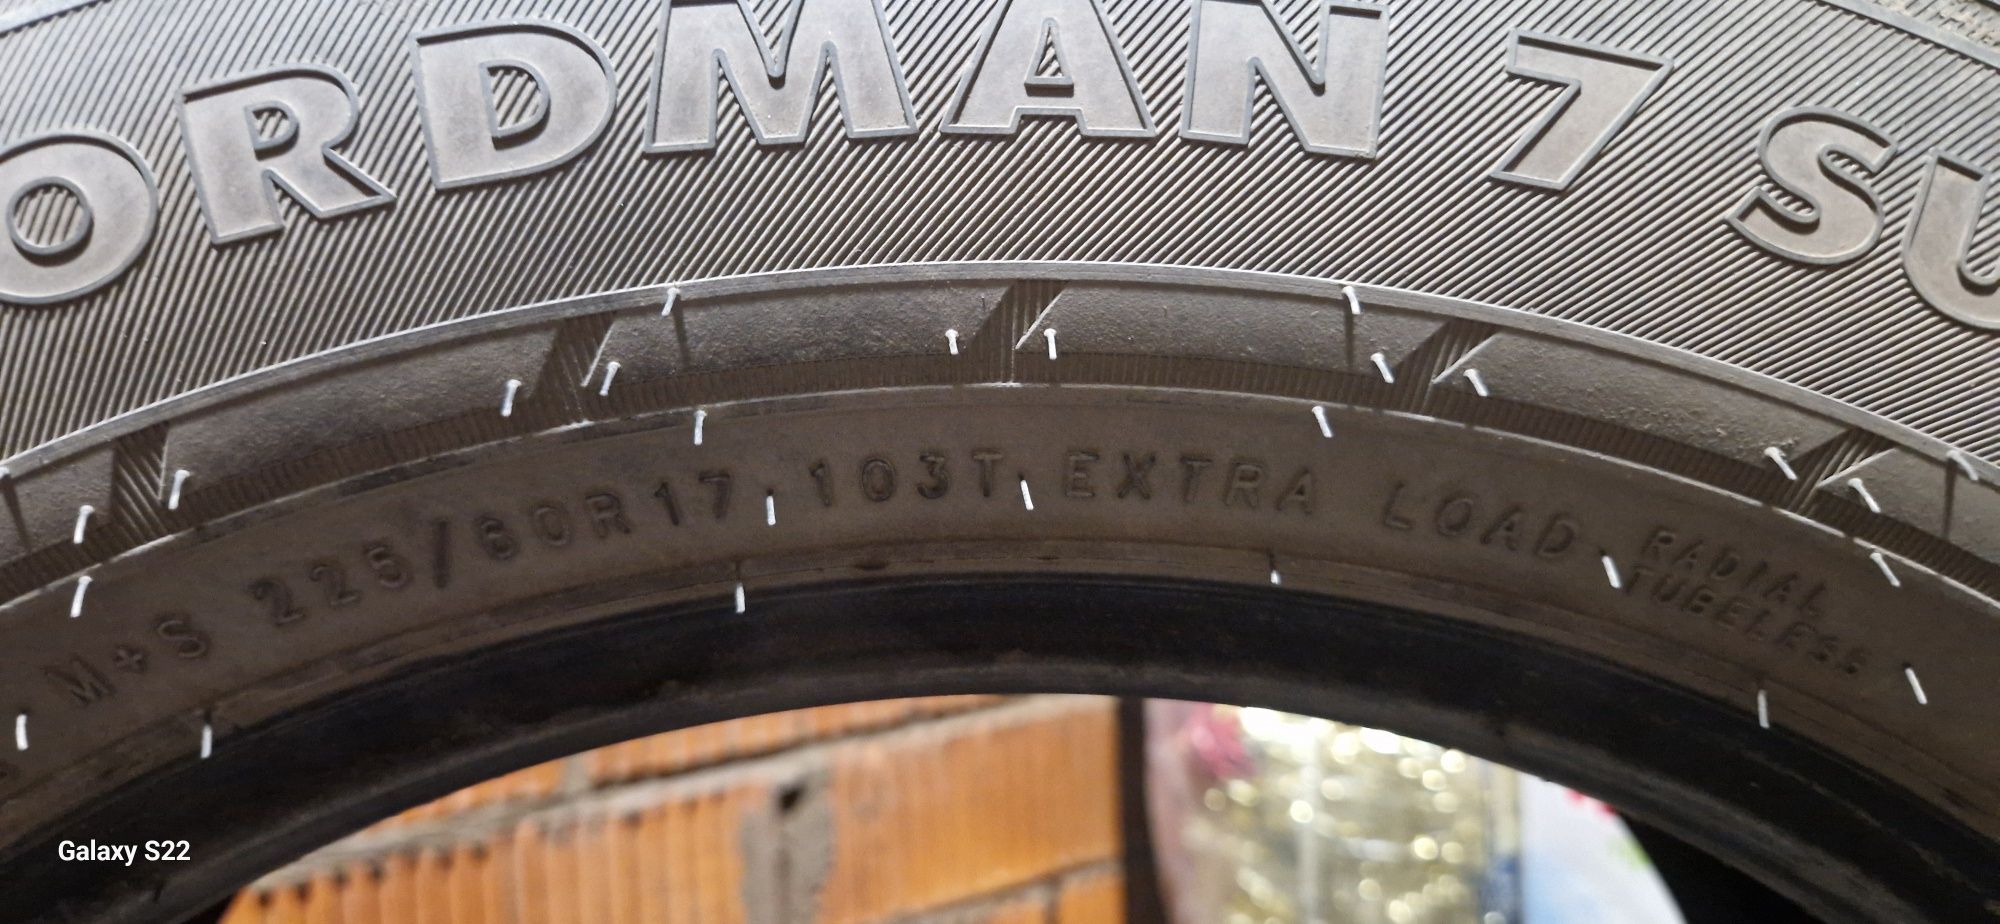 ORDMAN 7 SU
M+S 225/60R17 103T EXTRA LOAD RADIAL
TUBELESS
Galaxy S22